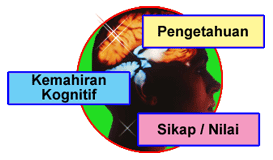 Pengetahuan
Kemahiran
Kognitif
Sikap / Nilai